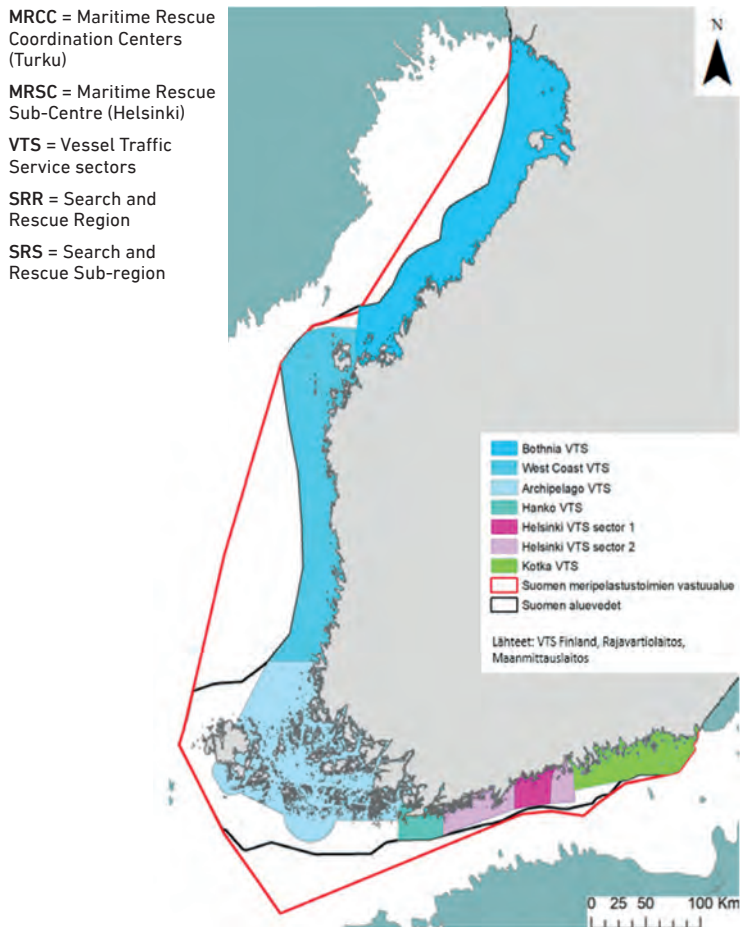 MRCC = Maritime Rescue
Coordination Centers
(Turku)
MRSC = Maritime Rescue
Sub-Centre (Helsinki)
VTS = Vessel Traffic
Service sectors
SRR = Search and
Rescue Region
SRS = Search and
Rescue Sub-region
N
Bothnia VTS
West Coast VTS
Archipelago VTS
Hanko VTS
Helsinki VTS sector 1
Helsinki VTS sector 2
Kotka VTS
Suomen meripelastustoimien vastuualue
Suomen aluevedet
Lähteet: VTS Finland, Rajavartiolaitos,
Maanmittauslaitos
0 25 50 100 Km